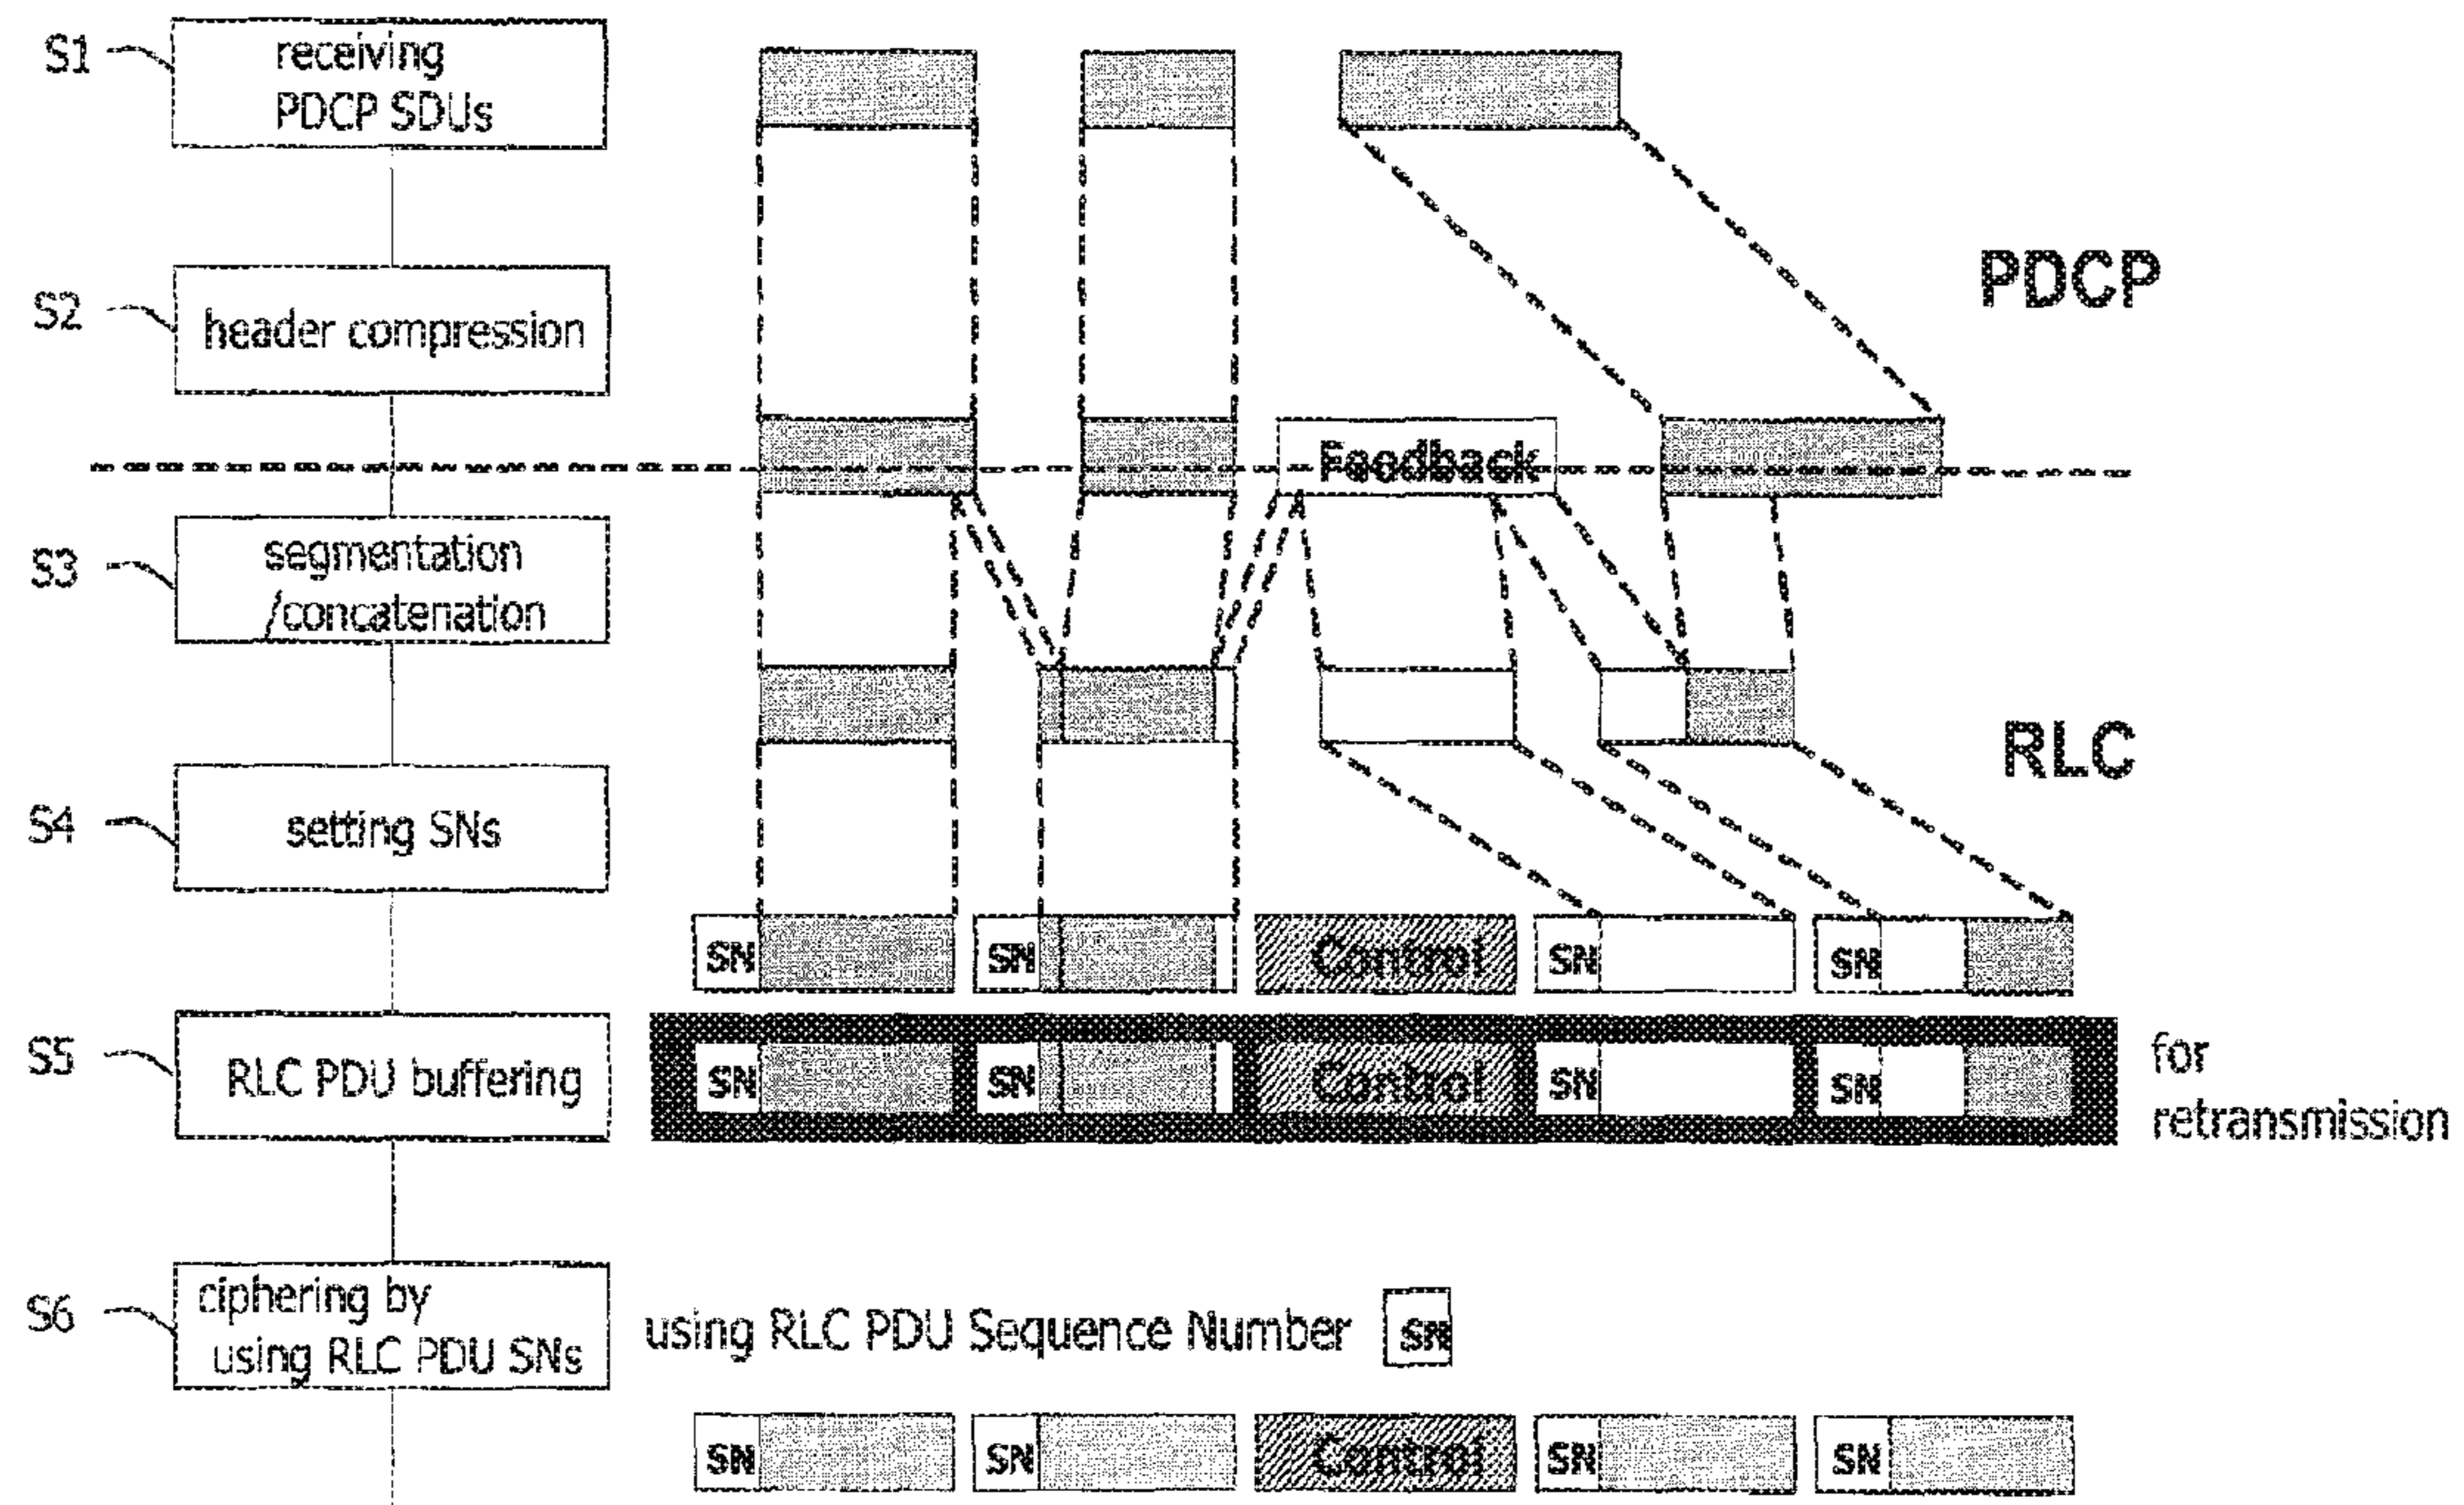 S1
receiving
PDCP SDUs
PDCP
S2
header compression
Feedback
S3
segmentation
/concatenation
RLC
S4
setting SNs
SN
SN
Control
SN
SN
S5
RLC PDU buffering
SN
SN
Control
SN
SN
for
retransmission
S6
ciphering by
using RLC PDU SNs
using RLC PDU Sequence Number SN
SN
SN
Control
SN
SN